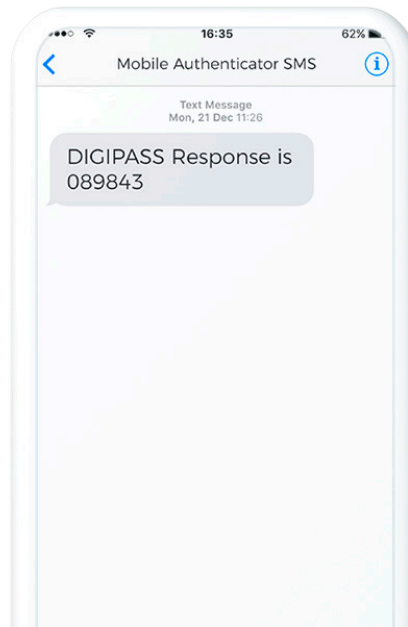 16:35
62%
Mobile Authenticator SMS
i
Text Message
Mon, 21 Dec 11:26
DIGIPASS Response is
089843